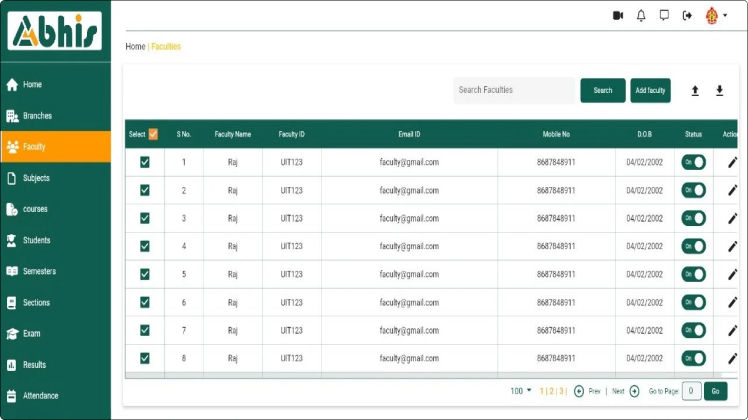 Abhis
Home | Faculties
Home
Branches
Faculty
Subjects
courses
Students
Semesters
Sections
Exam
Results
Attendance
Search Faculties Search Add faculty
Select S No. Faculty Name Faculty ID Email ID Mobile No D.O.B Status Action
1 Raj UIT123 faculty@gmail.com 8687848911 04/02/2002 On
2 Raj UIT123 faculty@gmail.com 8687848911 04/02/2002 On
3 Raj UIT123 faculty@gmail.com 8687848911 04/02/2002 On
4 Raj UIT123 faculty@gmail.com 8687848911 04/02/2002 On
5 Raj UIT123 faculty@gmail.com 8687848911 04/02/2002 On
6 Raj UIT123 faculty@gmail.com 8687848911 04/02/2002 On
7 Raj UIT123 faculty@gmail.com 8687848911 04/02/2002 On
8 Raj UIT123 faculty@gmail.com 8687848911 04/02/2002 On
100 1 | 2 | 3 | Prev | Next Go to Page: 0 Go